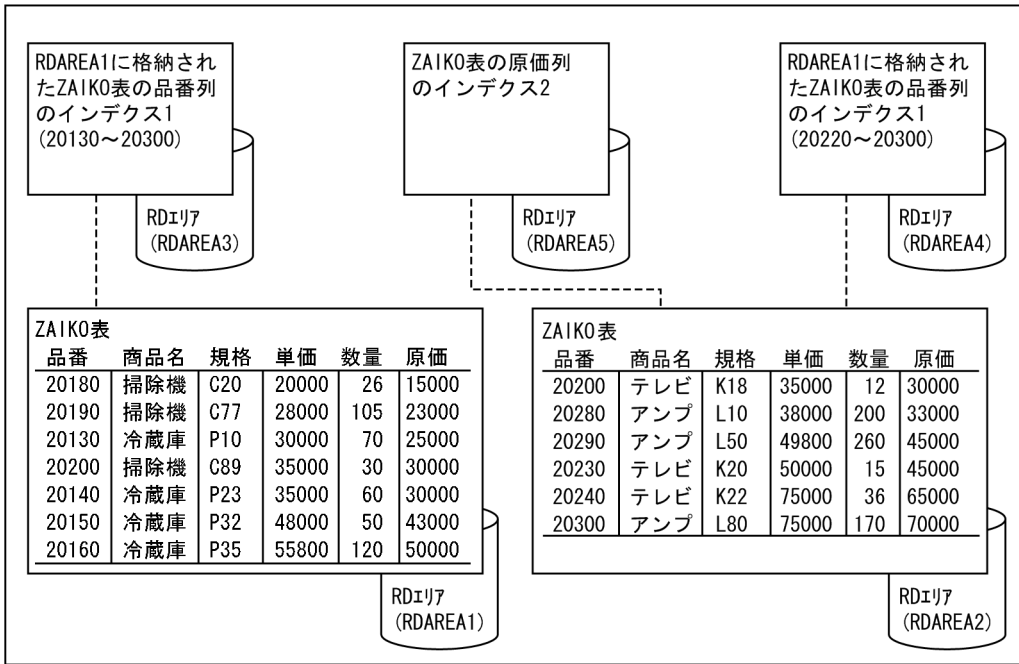 RDAREA1に格納され
たZAIKO表の品番列
のインデクス1
(20130～20300)
RDエリア
(RDAREA3)
ZAIKO表の原価列
のインデクス2
RDエリア
(RDAREA5)
RDAREA1に格納され
たZAIKO表の品番列
のインデクス1
(20220～20300)
RDエリア
(RDAREA4)
ZAIKO表
品番 商品名 規格 単価 数量 原価
20180 掃除機 C20 20000 26 15000
20190 掃除機 C77 28000 105 23000
20130 冷蔵庫 P10 30000 70 25000
20200 掃除機 C89 35000 30 30000
20140 冷蔵庫 P23 35000 60 30000
20150 冷蔵庫 P32 48000 50 43000
20160 冷蔵庫 P35 55800 120 50000
RDエリア
(RDAREA1)
ZAIKO表
品番 商品名 規格 単価 数量 原価
20200 テレビ K18 35000 12 30000
20280 アンプ L10 38000 200 33000
20290 アンプ L50 49800 260 45000
20230 テレビ K20 50000 15 45000
20240 テレビ K22 75000 36 65000
20300 アンプ L80 75000 170 70000
RDエリア
(RDAREA2)